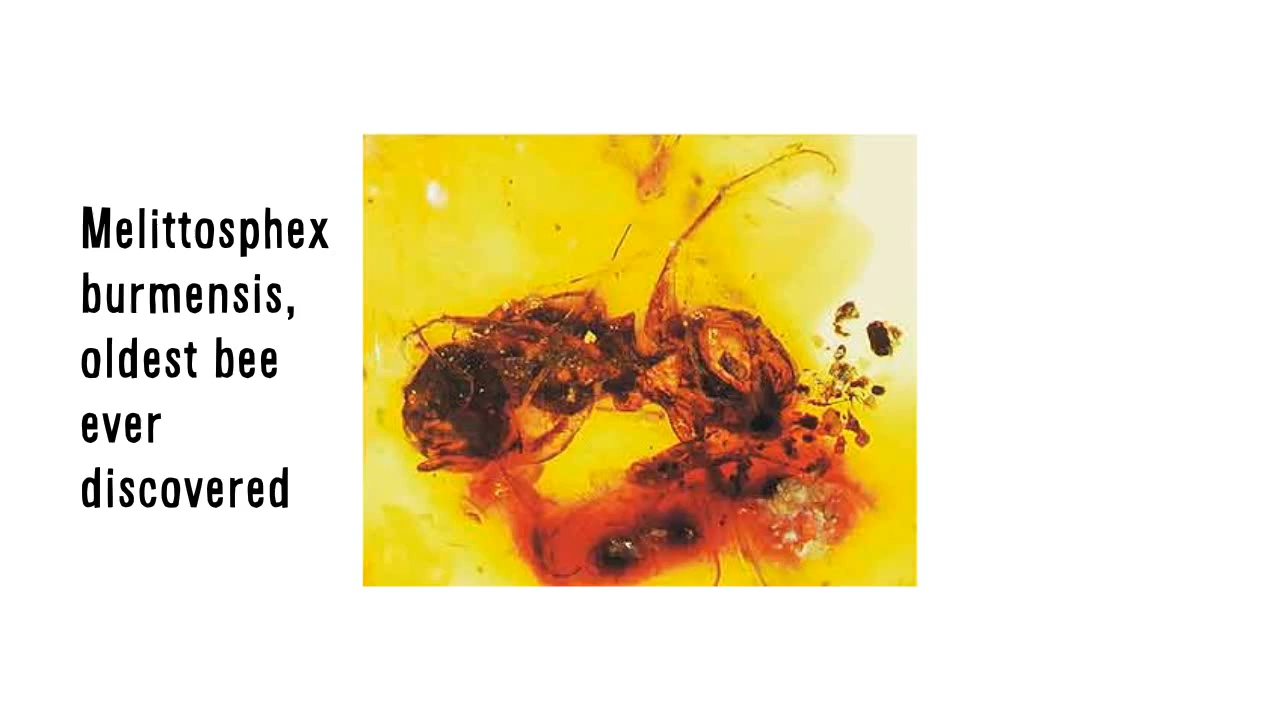 Melittosphex
burmensis,
oldest bee
ever
discovered